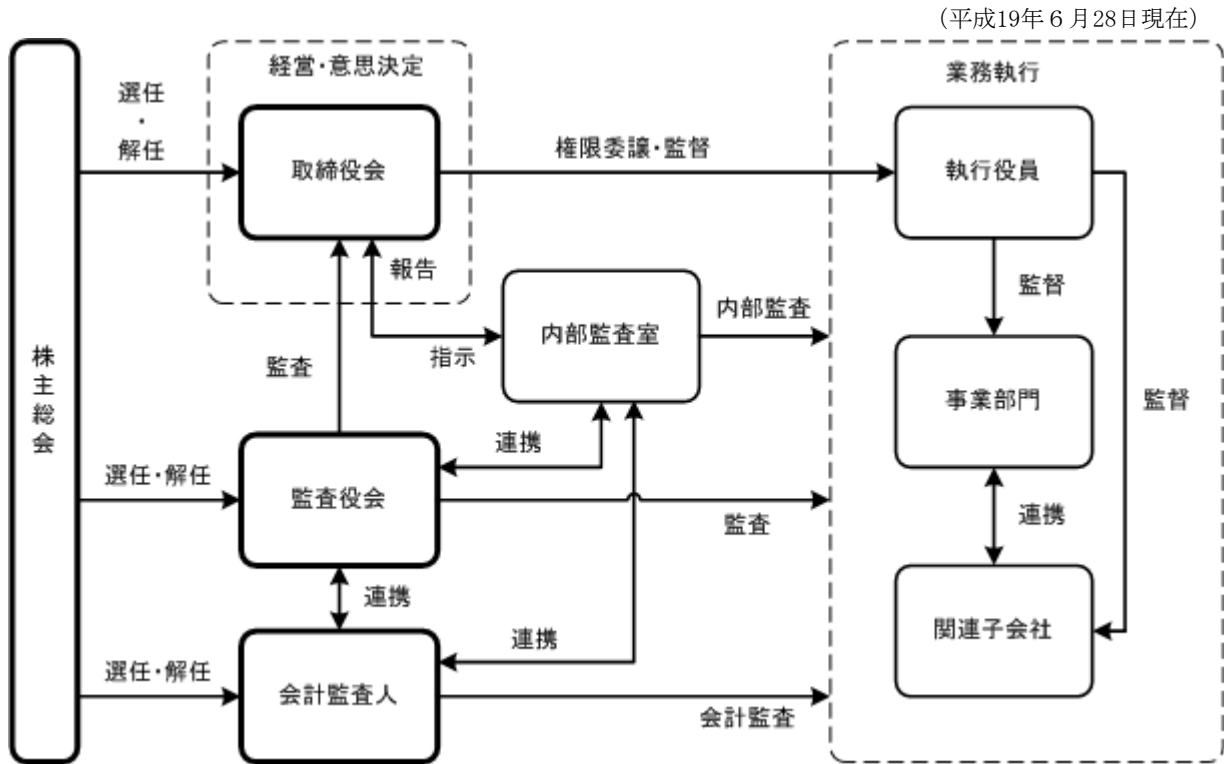 （平成19年６月28日現在）
経営・意思決定
業務執行
選任
・
解任
取締役会
権限委譲・監督
執行役員
報告
監督
内部監査室
内部監査
指示
株主総会
監査
事業部門
監督
連携
選任・解任
監査役会
監査
連携
連携
連携
関連子会社
選任・解任
会計監査人
会計監査